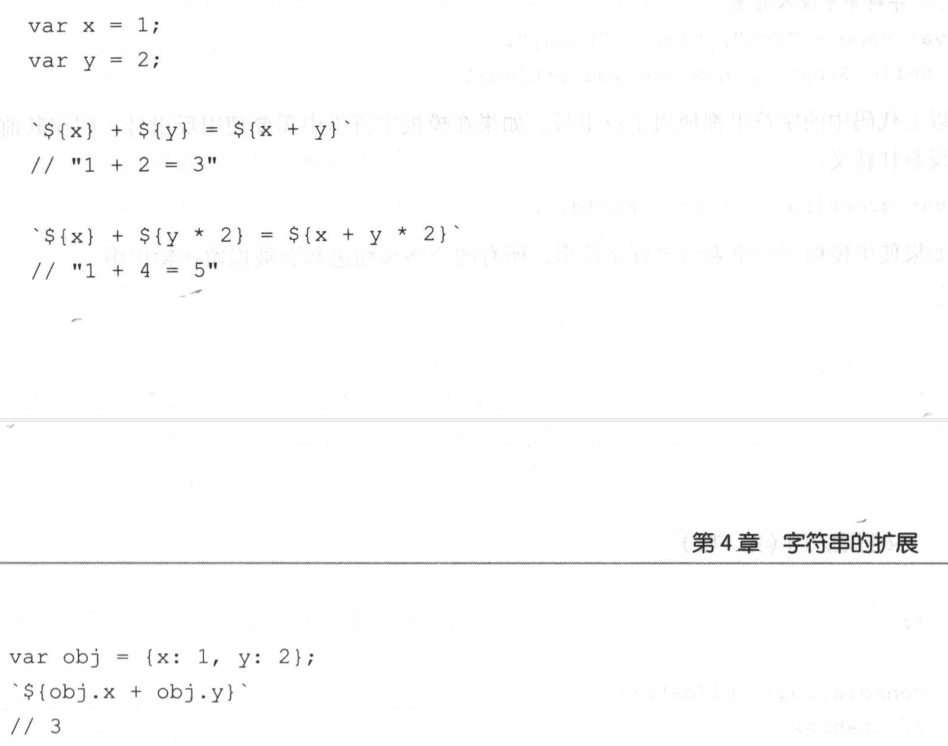 var x = 1;
var y = 2;
`${x} + ${y} = ${x + y}`
// "1 + 2 = 3"
`${x} + ${y * 2} = ${x + y * 2}`
// "1 + 4 = 5"
第4章 字符串的扩展
var obj = {x: 1, y: 2};
`${obj.x + obj.y}`
// 3